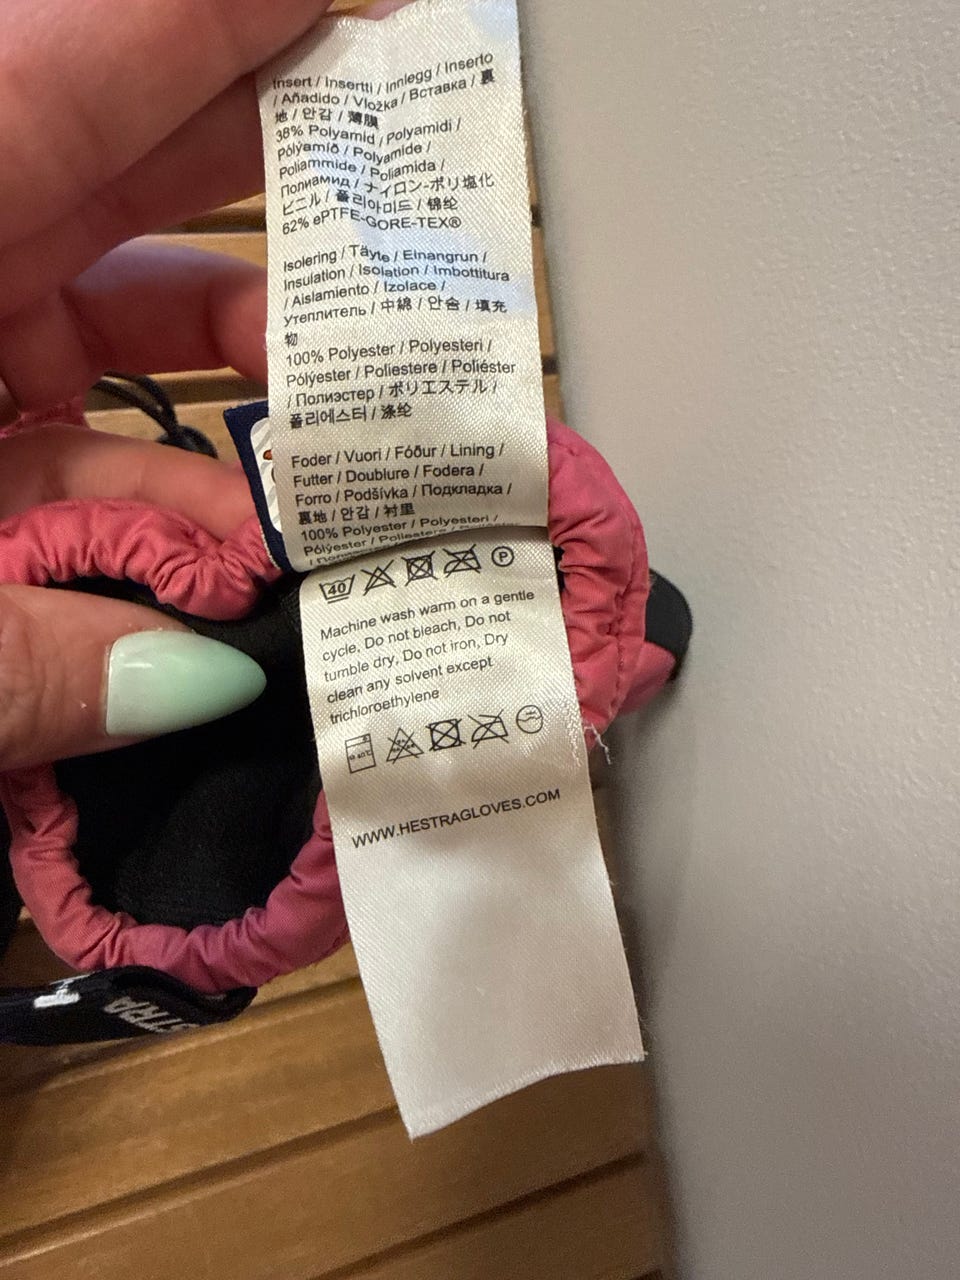 Insert / Insertti / Innlegg / Inserto
/ Añadido / Vložka / Вставка / 裏
地 / 안감 / 薄膜
38% Polyamid / Polyamidi /
Pólýamíð / Polyamide /
Poliammide / Poliamida /
Полиамид / ナイロン-ポリ塩化
ビニル / 폴리아미드 / 锦纶
62% ePTFE-GORE-TEX®
Isolering / Täyte / Einangrun /
Insulation / Isolation / Imbottitura
/ Aislamiento / Izolace /
Утеплитель / 中綿 / 안솜 / 填充
物
100% Polyester / Polyesteri /
Pólýester / Poliestere / Poliéster
/ Полиэстер / ポリエステル /
폴리에스터 / 涤纶
Foder / Vuori / Fóður / Lining /
Futter / Doublure / Fodera /
Forro / Podšívka / Подкладка /
裏地 / 안감 / 衬里
100% Polyester / Polyesteri /
Pólýester / Poliestere /
40 P
Machine wash warm on a gentle
cycle, Do not bleach, Do not
tumble dry, Do not iron, Dry
clean any solvent except
trichloroethylene
WWW.HESTRAGLOVES.COM
STRA